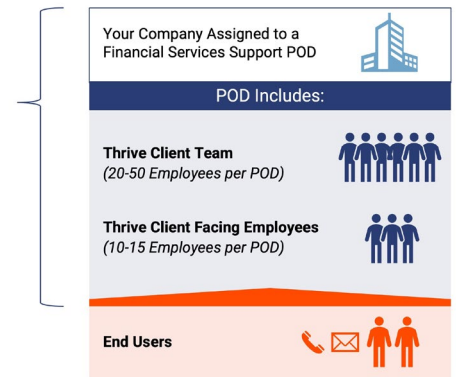 Your Company Assigned to a
Financial Services Support POD
POD Includes:
Thrive Client Team
(20-50 Employees per POD)
Thrive Client Facing Employees
(10-15 Employees per POD)
End Users